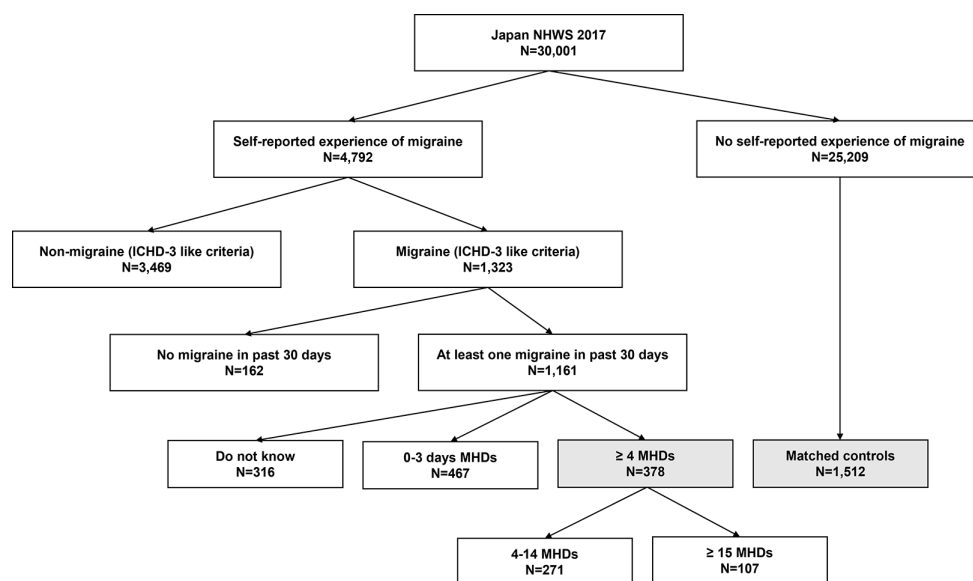 Japan NHWS 2017
N=30,001
Self-reported experience of migraine
N=4,792
No self-reported experience of migraine
N=25,209
Non-migraine (ICHD-3 like criteria)
N=3,469
Migraine (ICHD-3 like criteria)
N=1,323
No migraine in past 30 days
N=162
At least one migraine in past 30 days
N=1,161
Do not know
N=316
0-3 days MHDs
N=467
≥ 4 MHDs
N=378
Matched controls
N=1,512
4-14 MHDs
N=271
≥ 15 MHDs
N=107